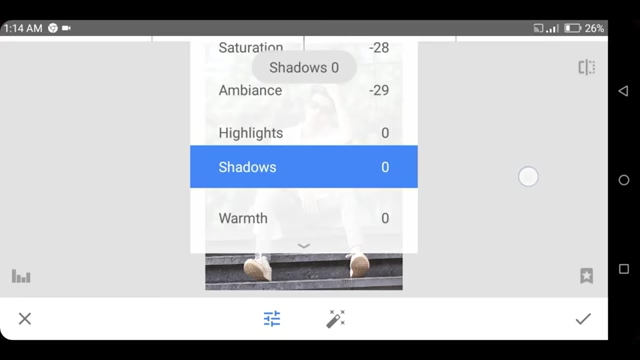 1:14 AM 26%
Saturation -28
Shadows 0
Ambiance -29
Highlights 0
Shadows 0
Warmth 0